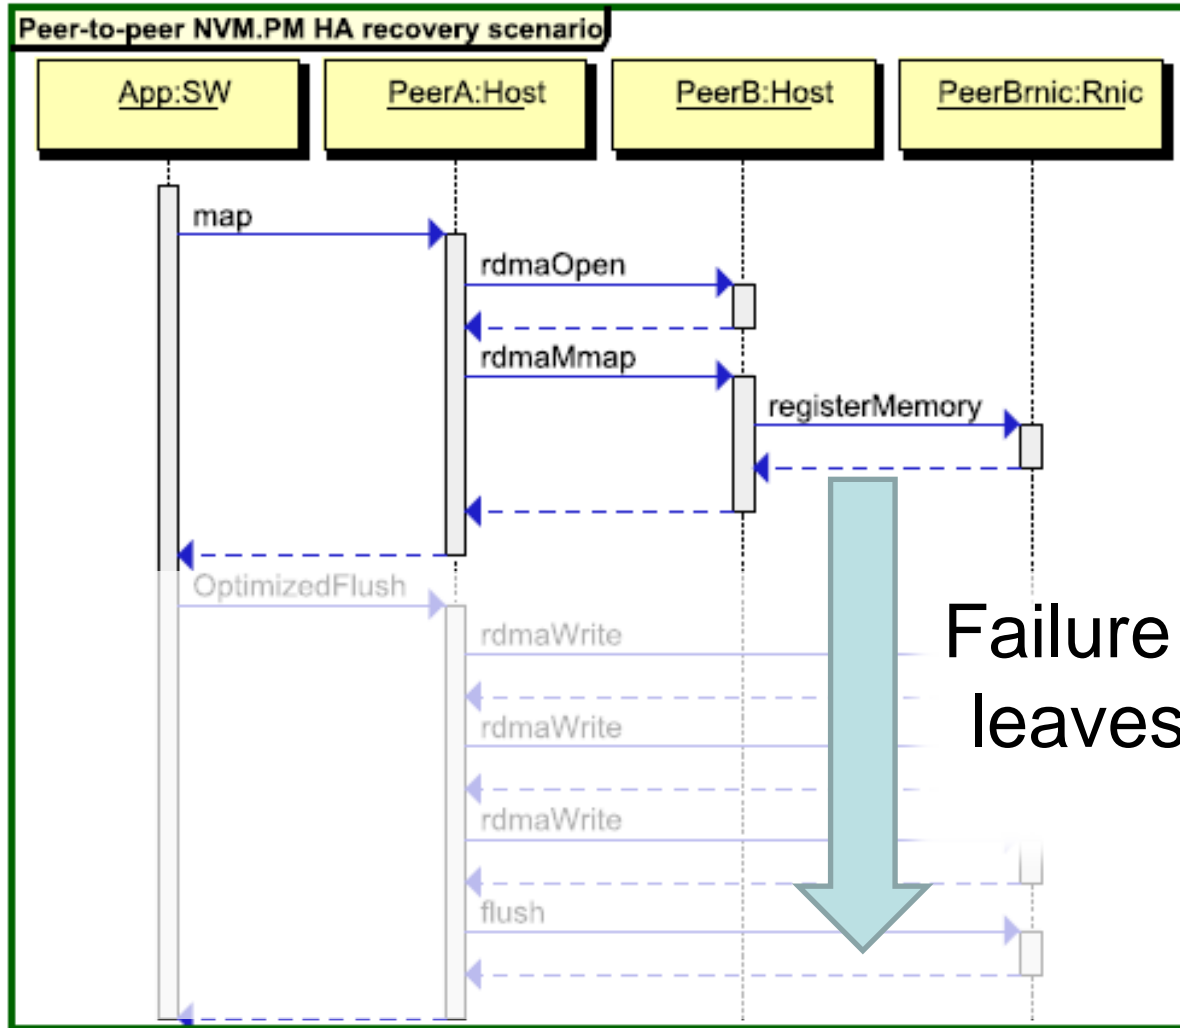 Peer-to-peer NVM.PM HA recovery scenario
App:SW
PeerA:Host
PeerB:Host
PeerBrnic:Rnic
map
rdmaOpen
rdmaMmap
registerMemory
OptimizedFlush
rdmaWrite
Failure
leaves
rdmaWrite
rdmaWrite
flush